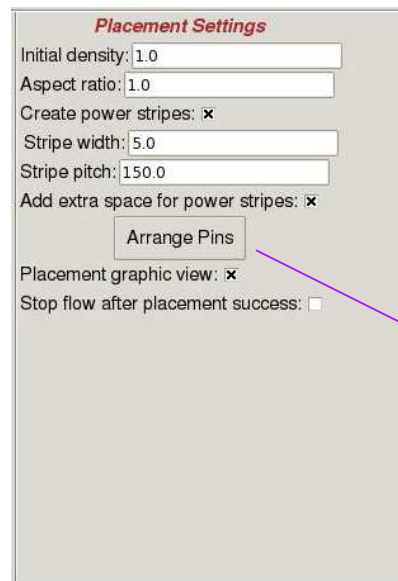 Placement Settings
Initial density: 1.0
Aspect ratio: 1.0
Create power stripes:
Stripe width: 5.0
Stripe pitch: 150.0
Add extra space for power stripes:
Arrange Pins
Placement graphic view:
Stop flow after placement success: